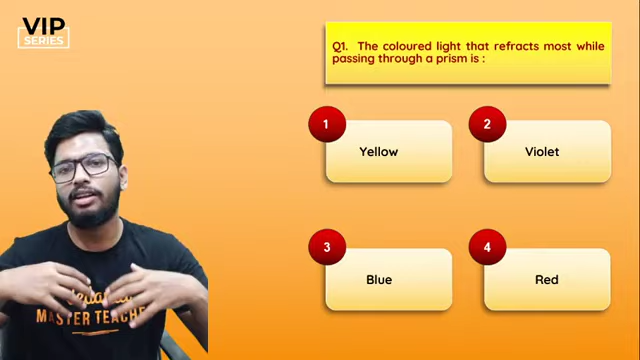 VIP
SERIES
Q1. The coloured light that refracts most while
passing through a prism is :
1
Yellow
2
Violet
3
Blue
4
Red
MASTER TEACHE